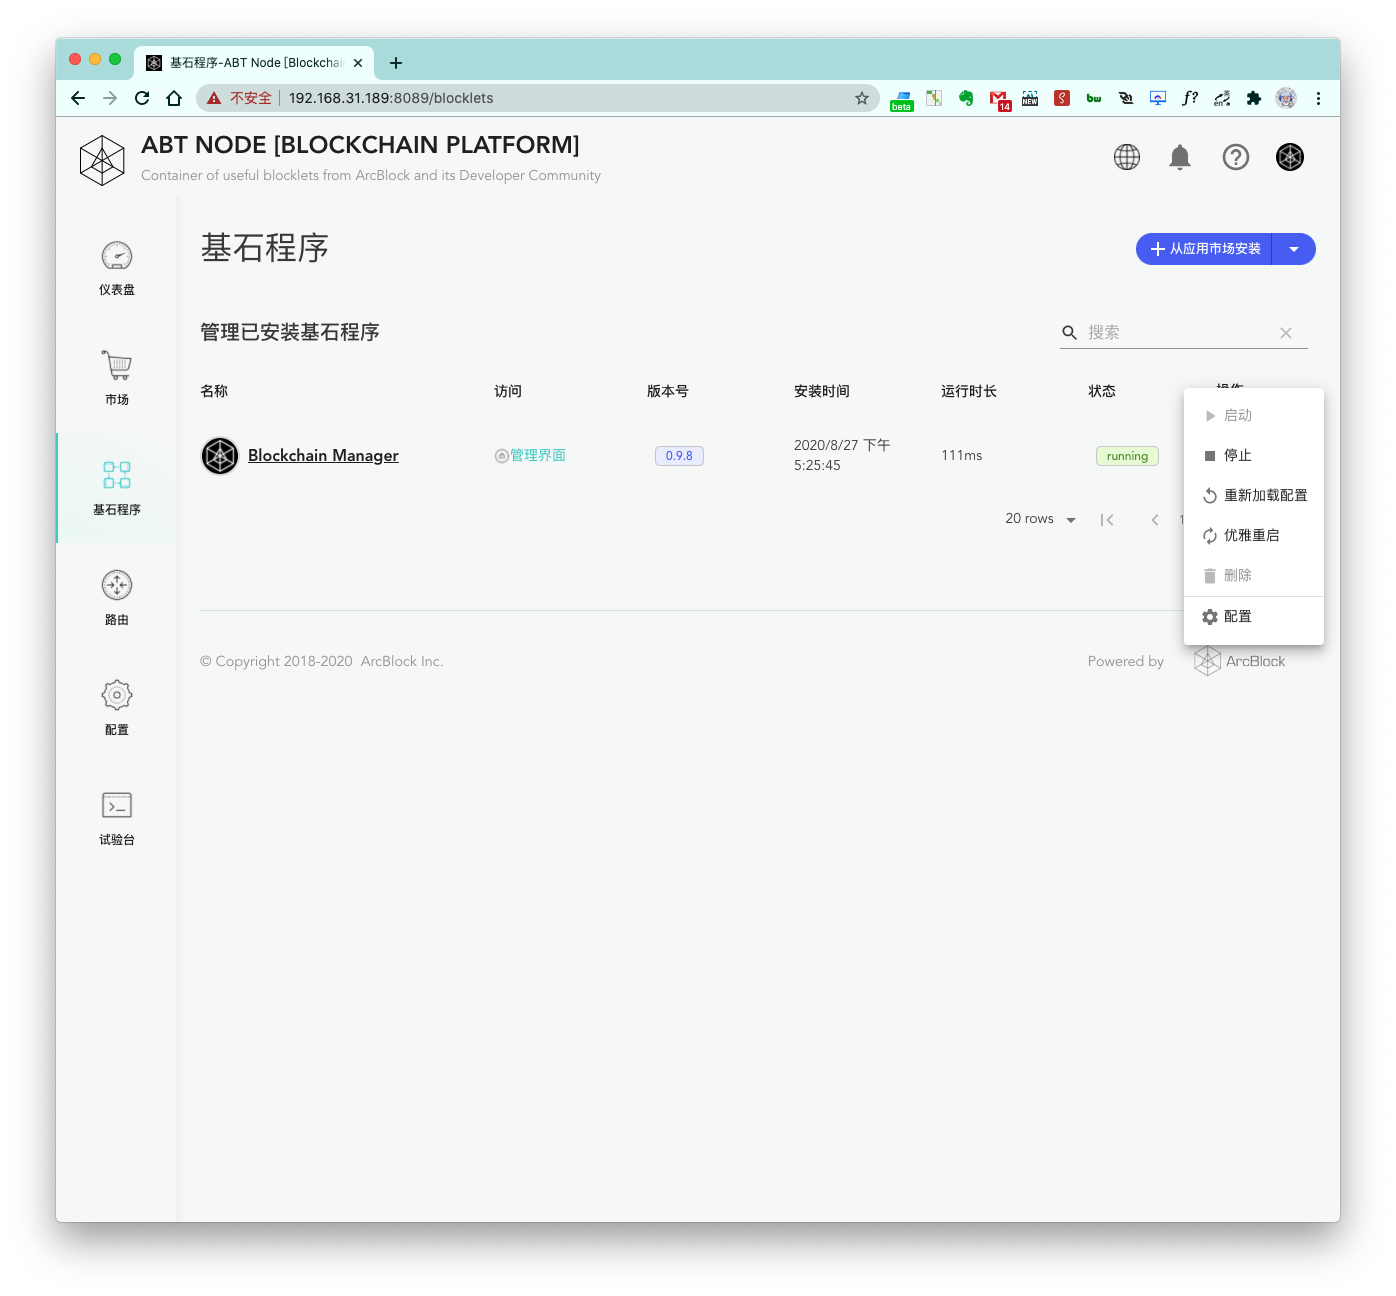 基石程序-ABT Node [Blockchai
不安全 192.168.31.189:8089/blocklets
beta
14
NEW
bw
f?
en
ABT NODE [BLOCKCHAIN PLATFORM]
Container of useful blocklets from ArcBlock and its Developer Community
仪表盘
市场
基石程序
路由
配置
试验台
基石程序
从应用市场安装
管理已安装基石程序
搜索
名称 访问 版本号 安装时间 运行时长 状态 操作
Blockchain Manager 管理界面 0.9.8 2020/8/27 下午 5:25:45 111ms running
20 rows
启动
停止
重新加载配置
优雅重启
删除
配置
© Copyright 2018-2020 ArcBlock Inc.
Powered by ArcBlock